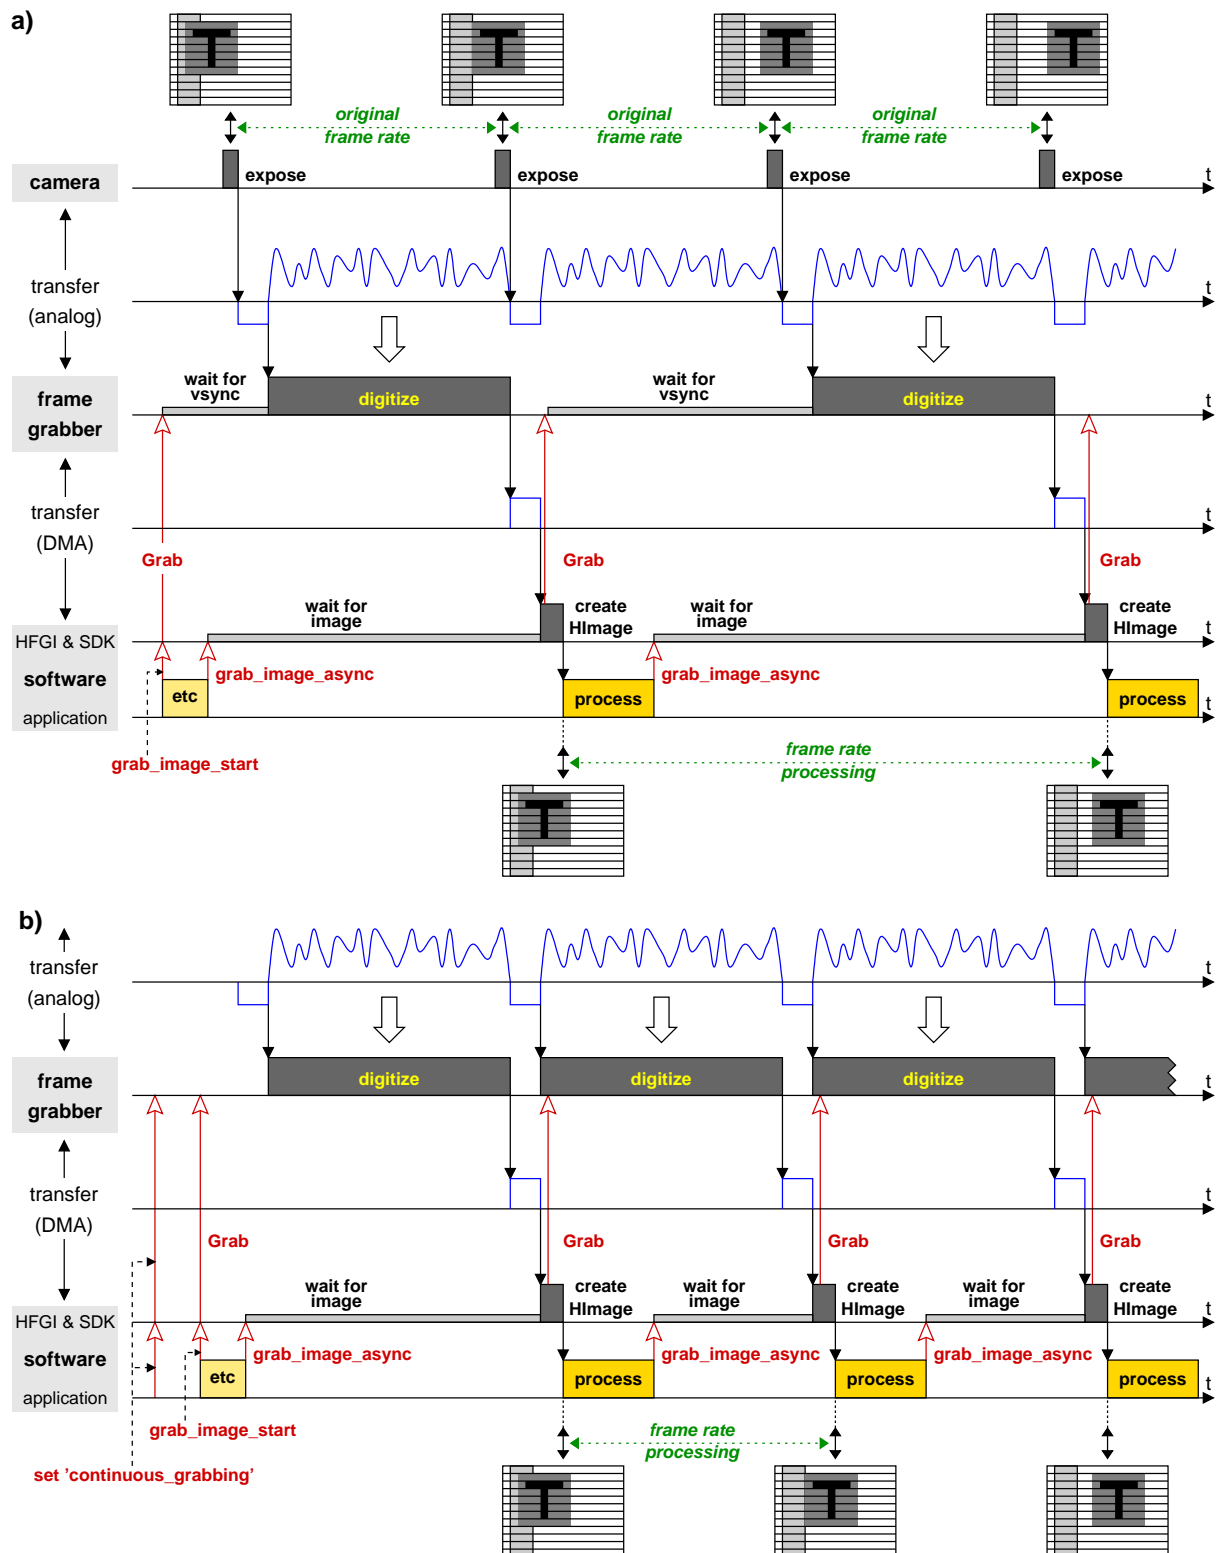 a)
original
frame rate
original
frame rate
original
frame rate
camera
expose
expose
expose
expose
t
transfer
(analog)
t
frame
grabber
wait for
vsync
digitize
wait for
vsync
digitize
t
transfer
(DMA)
t
Grab
Grab
Grab
wait for
image
create
HImage
wait for
image
create
HImage
t
HFGI & SDK
software
application
etc
grab_image_async
process
grab_image_async
process
t
grab_image_start
frame rate
processing
b)
transfer
(analog)
t
frame
grabber
digitize
digitize
digitize
t
transfer
(DMA)
t
Grab
Grab
Grab
Grab
wait for
image
create
HImage
wait for
image
create
HImage
wait for
image
create
HImage
t
HFGI & SDK
software
application
etc
grab_image_async
process
grab_image_async
process
grab_image_async
process
t
grab_image_start
set ’continuous_grabbing’
frame rate
processing